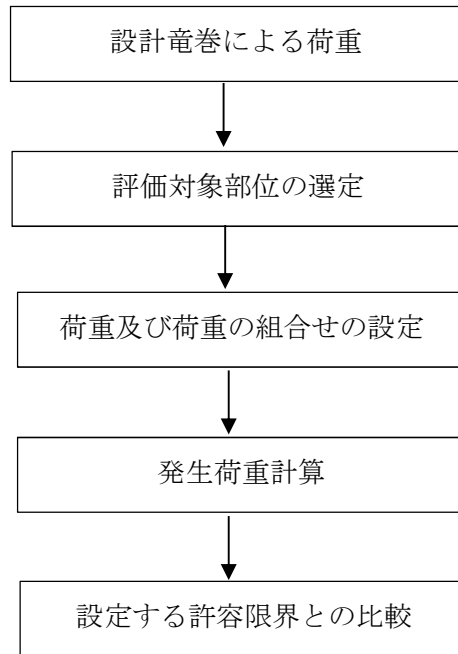 設計竜巻による荷重
評価対象部位の選定
荷重及び荷重の組合せの設定
発生荷重計算
設定する許容限界との比較